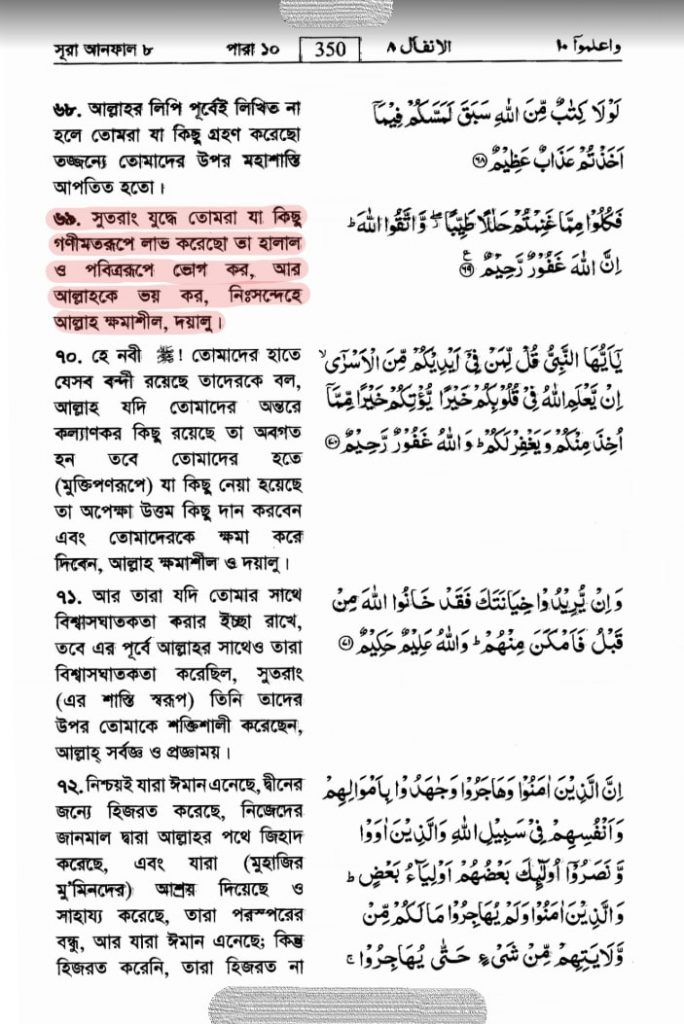 সূরা আনফাল ৮ পারা ১০ 350 الانفال ٨ واعلموا ١٠
৬৮. আল্লাহর লিপি পূর্বেই লিখিত না
হলে তোমরা যা কিছু গ্রহণ করেছো
তজ্জন্যে তোমাদের উপর মহাশাস্তি
আপতিত হতো।
لَوْلَا كِتٰبٌ مِّنَ اللّٰهِ سَبَقَ لَمَسَّكُمْ فِيْمَاۤ
اَخَذْتُمْ عَذَابٌ عَظِيْمٌ ﴿٦٨﴾
৬৯. সুতরাং যুদ্ধে তোমরা যা কিছু
গণীমতরূপে লাভ করেছো তা হালাল
ও পবিত্ররূপে ভোগ কর, আর
আল্লাহকে ভয় কর, নিঃসন্দেহে
আল্লাহ ক্ষমাশীল, দয়ালু।
فَكُلُوْا مِمَّا غَنِمْتُمْ حَلٰلًا طَيِّبًا ۖ وَّاتَّقُوا اللّٰهَ ؕ
اِنَّ اللّٰهَ غَفُوْرٌ رَّحِيْمٌ ﴿٦٩﴾ ع
৭০. হে নবী ﷺ! তোমাদের হাতে
যেসব বন্দী রয়েছে তাদেরকে বল,
আল্লাহ যদি তোমাদের অন্তরে
কল্যাণকর কিছু রয়েছে তা অবগত
হন তবে তোমাদের হতে
(মুক্তিপণরূপে) যা কিছু নেয়া হয়েছে
তা অপেক্ষা উত্তম কিছু দান করবেন
এবং তোমাদেরকে ক্ষমা করে
দিবেন, আল্লাহ ক্ষমাশীল ও দয়ালু।
يٰۤاَيُّهَا النَّبِىُّ قُلْ لِّمَنْ فِىْۤ اَيْدِيْكُمْ مِّنَ الْاَسْرٰٓى ۙ
اِنْ يَّعْلَمِ اللّٰهُ فِىْ قُلُوْبِكُمْ خَيْرًا يُّؤْتِكُمْ خَيْرًا مِّمَّاۤ
اُخِذَ مِنْكُمْ وَيَغْفِرْ لَكُمْ ؕ وَاللّٰهُ غَفُوْرٌ رَّحِيْمٌ ﴿٧٠﴾
৭১. আর তারা যদি তোমার সাথে
বিশ্বাসঘাতকতা করার ইচ্ছা রাখে,
তবে এর পূর্বে আল্লাহর সাথেও তারা
বিশ্বাসঘাতকতা করেছিল, সুতরাং
(এর শাস্তি স্বরূপ) তিনি তাদের
উপর তোমাকে শক্তিশালী করেছেন,
আল্লাহ্ সর্বজ্ঞ ও প্রজ্ঞাময়।
وَاِنْ يُّرِيْدُوْا خِيَانَتَكَ فَقَدْ خَانُوا اللّٰهَ مِنْ
قَبْلُ فَاَمْكَنَ مِنْهُمْ ؕ وَاللّٰهُ عَلِيْمٌ حَكِيْمٌ ﴿٧١﴾
৭২. নিশ্চয়ই যারা ঈমান এনেছে, দ্বীনের
জন্যে হিজরত করেছে, নিজেদের
জানমাল দ্বারা আল্লাহর পথে জিহাদ
করেছে, এবং যারা (মুহাজির
মু'মিনদের) আশ্রয় দিয়েছে ও
সাহায্য করেছে, তারা পরস্পরের
বন্ধু, আর যারা ঈমান এনেছে; কিন্তু
হিজরত করেনি, তারা হিজরত না
اِنَّ الَّذِيْنَ اٰمَنُوْا وَهَاجَرُوْا وَجٰهَدُوْا بِاَمْوَالِهِمْ
وَاَنْفُسِهِمْ فِىْ سَبِيْلِ اللّٰهِ وَالَّذِيْنَ اٰوَوْا
وَّنَصَرُوْۤا اُولٰٓئِكَ بَعْضُهُمْ اَوْلِيَآءُ بَعْضٍ ؕ
وَالَّذِيْنَ اٰمَنُوْا وَلَمْ يُهَاجِرُوْا مَا لَكُمْ مِّنْ
وَّلَايَتِهِمْ مِّنْ شَىْءٍ حَتّٰى يُهَاجِرُوْا ۚ